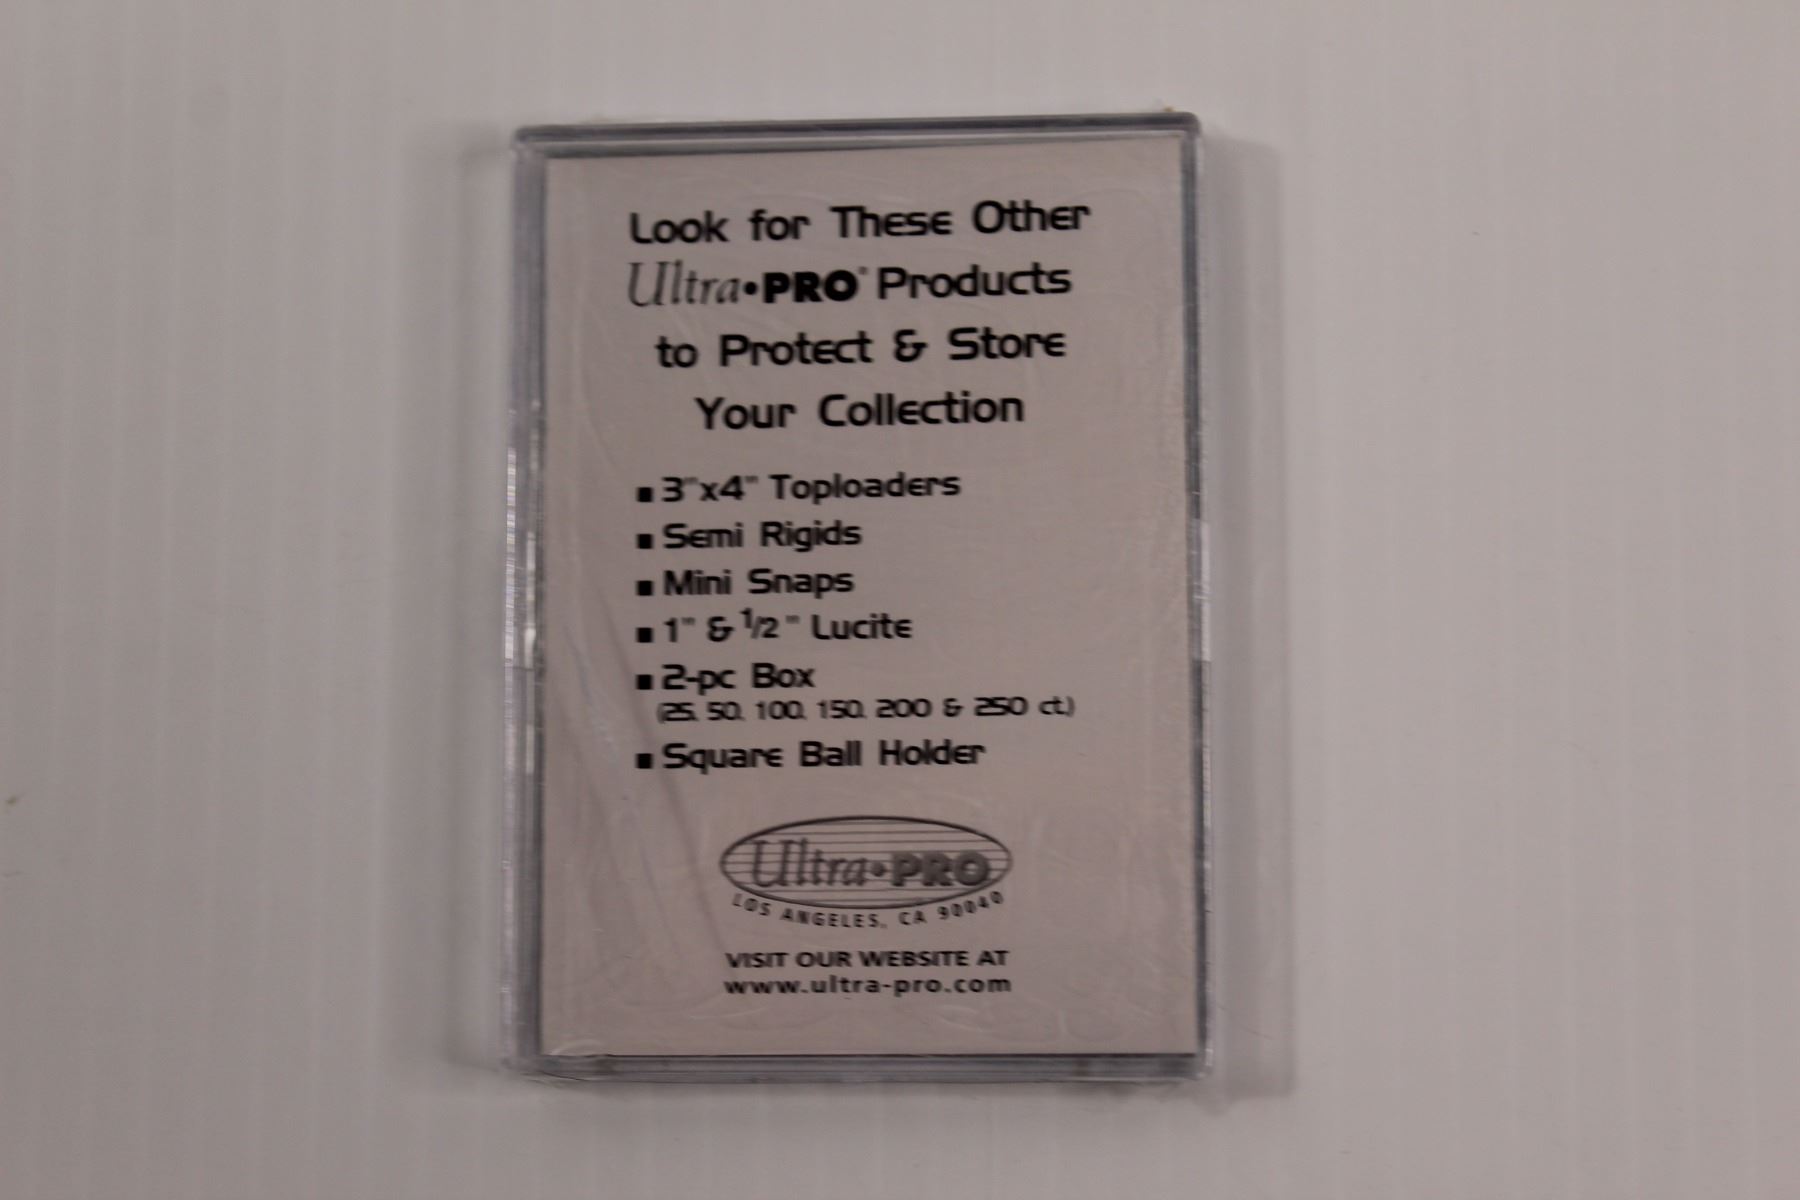 Look for These Other
Ultra•PRO® Products
to Protect & Store
Your Collection
■ 3"x4" Toploaders
■ Semi Rigids
■ Mini Snaps
■ 1" & 1/2" Lucite
■ 2-pc Box
(25, 50, 100, 150, 200 & 250 ct.)
■ Square Ball Holder
Ultra•PRO
LOS ANGELES, CA 90040
VISIT OUR WEBSITE AT
www.ultra-pro.com